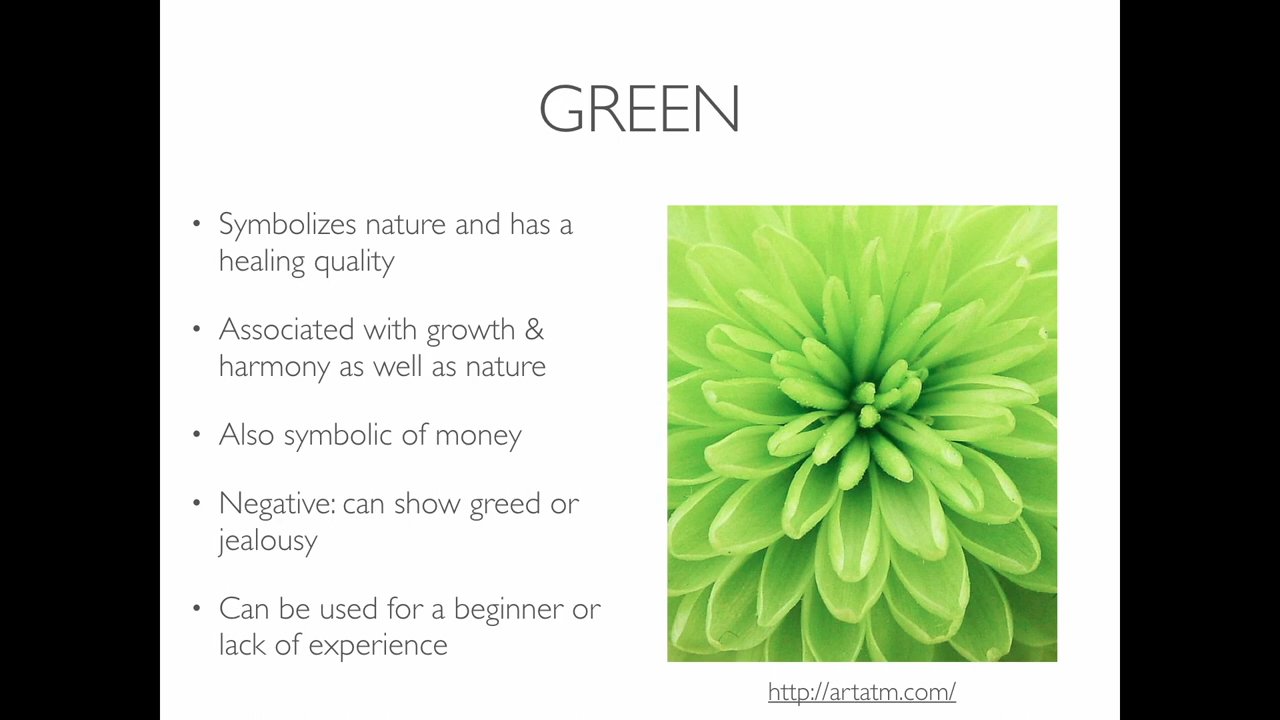 GREEN
• Symbolizes nature and has a
healing quality
• Associated with growth &
harmony as well as nature
• Also symbolic of money
• Negative: can show greed or
jealousy
• Can be used for a beginner or
lack of experience
http://artatm.com/